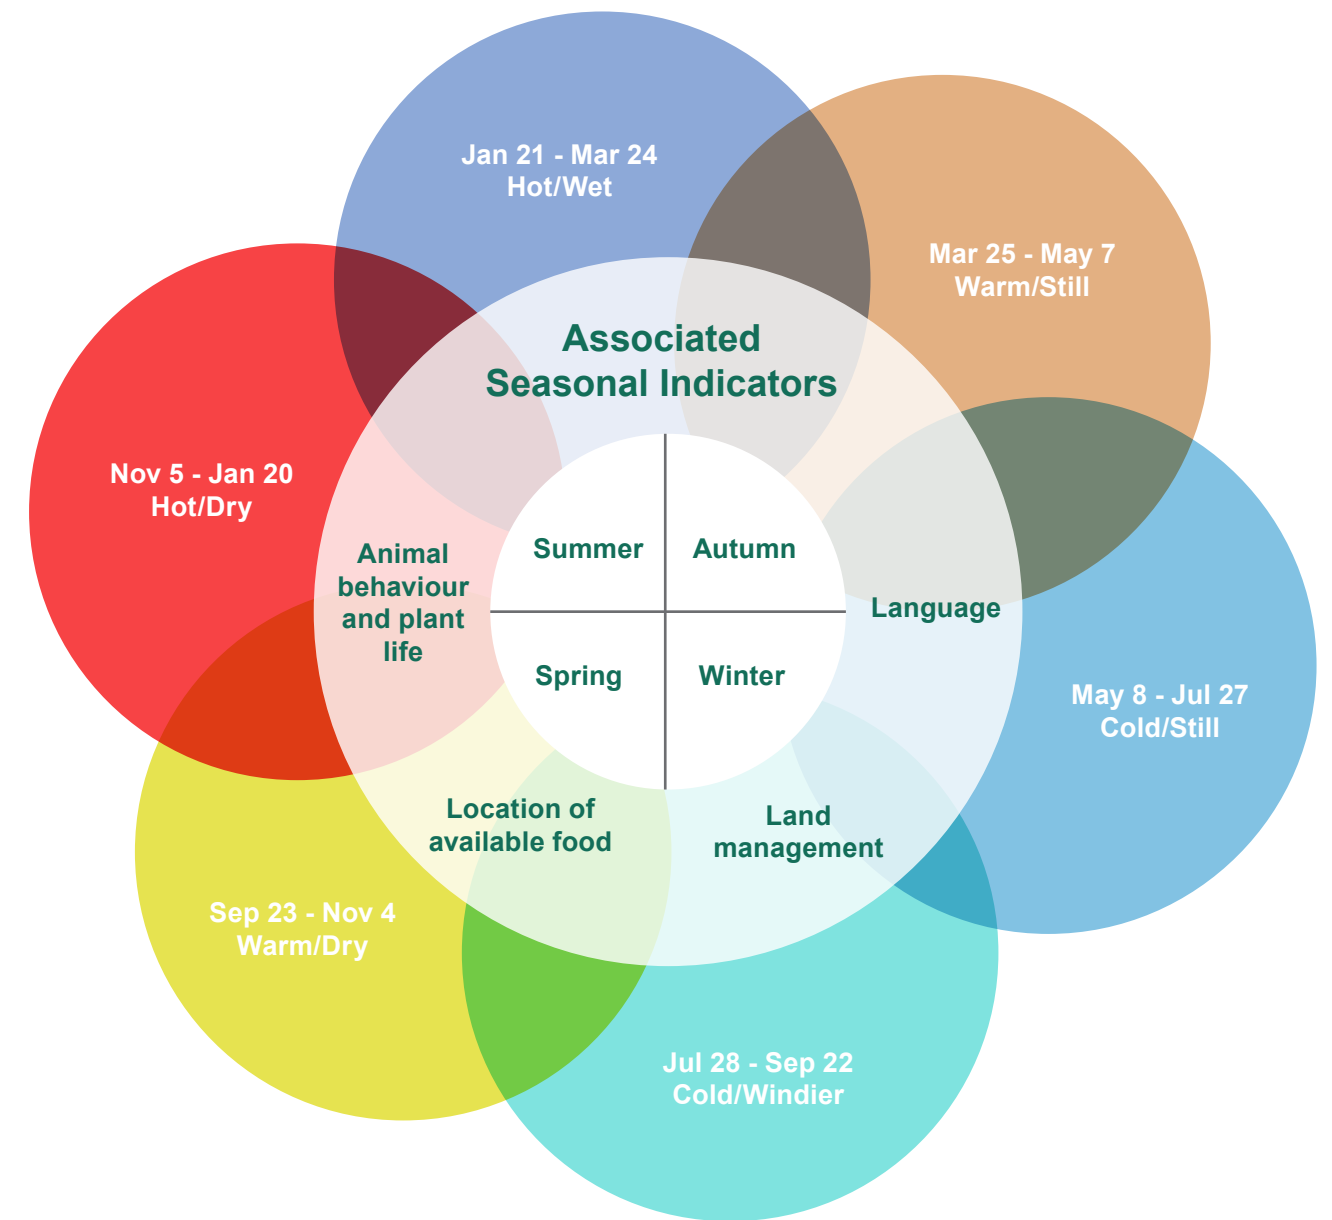 Jan 21 - Mar 24
Hot/Wet
Mar 25 - May 7
Warm/Still
Associated
Seasonal Indicators
Nov 5 - Jan 20
Hot/Dry
Animal
behaviour
and plant
life
Summer
Autumn
Language
Spring
Winter
May 8 - Jul 27
Cold/Still
Location of
available food
Land
management
Sep 23 - Nov 4
Warm/Dry
Jul 28 - Sep 22
Cold/Windier